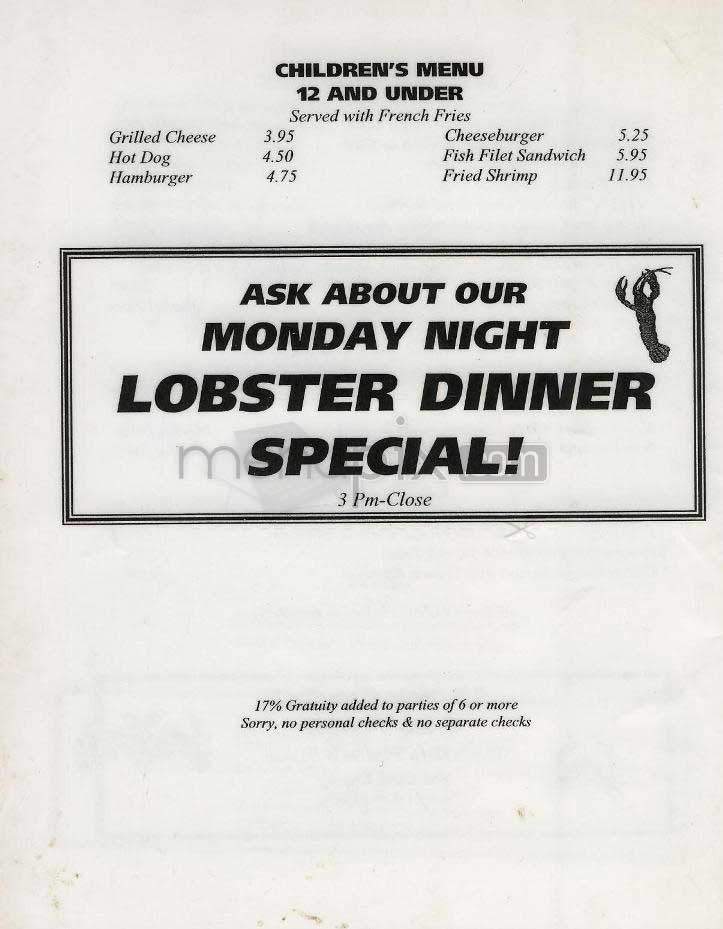 CHILDREN'S MENU
12 AND UNDER
Served with French Fries
Grilled Cheese 3.95 Cheeseburger 5.25
Hot Dog 4.50 Fish Filet Sandwich 5.95
Hamburger 4.75 Fried Shrimp 11.95
ASK ABOUT OUR
MONDAY NIGHT
LOBSTER DINNER
SPECIAL!
3 Pm-Close
17% Gratuity added to parties of 6 or more
Sorry, no personal checks & no separate checks